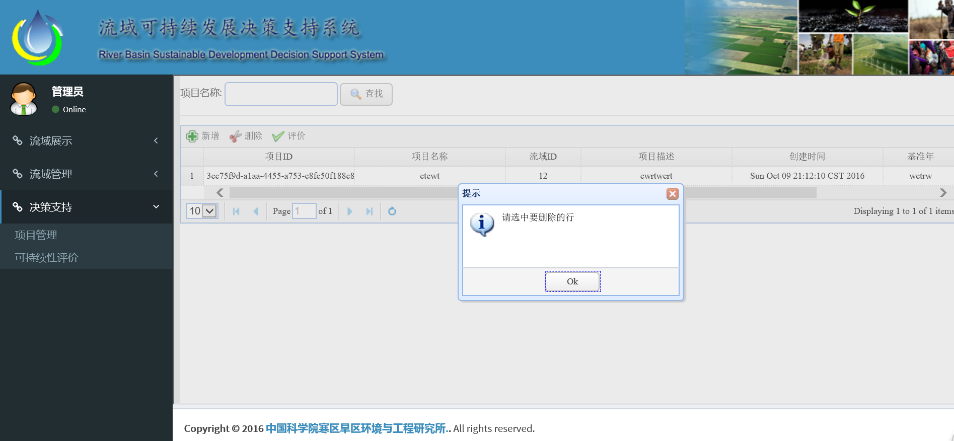 流域可持续发展决策支持系统
River Basin Sustainable Development Decision Support System
管理员
Online
流域展示
流域管理
决策支持
项目管理
可持续性评价
项目名称: 查找
新增 删除 评价
项目ID 项目名称 流域ID 项目描述 创建时间 基准年
1 3ec75f9d-a1aa-4455-a753-e8fc50f188c8 etcwt 12 cwrtwert Sun Oct 09 21:12:10 CST 2016 wetrw
10 Page 1 of 1 Displaying 1 to 1 of 1 items
提示
请选中要删除的行
Ok
Copyright © 2016 中国科学院寒区旱区环境与工程研究所.. All rights reserved.